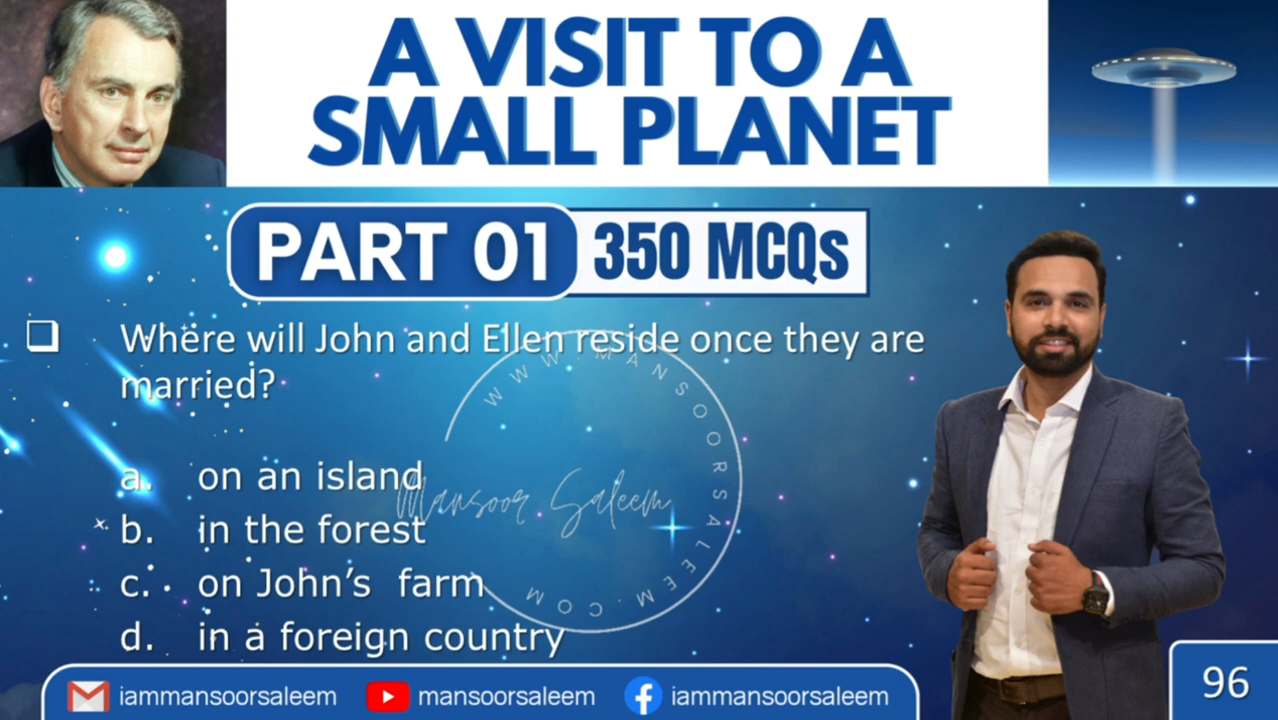 A VISIT TO A
SMALL PLANET
PART 01
350 MCQs
❑ Where will John and Ellen reside once they are
married?
WWW.MANSOORSALEEM.COM
Mansoor Saleem
a. on an island
b. in the forest
c. on John’s farm
d. in a foreign country
iammansoorsaleem
mansoorsaleem
iammansoorsaleem
96